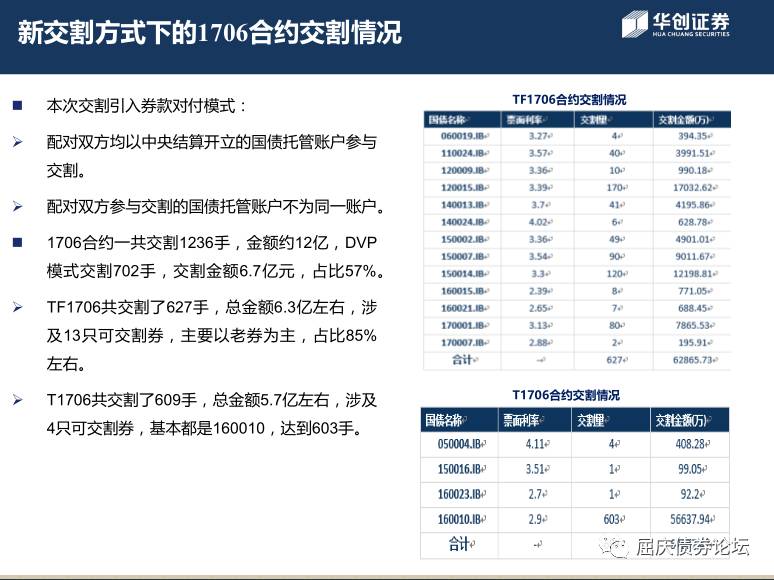 新交割方式下的1706合约交割情况
华创证券
HUA CHUANG SECURITIES
■ 本次交割引入券款对付模式：
➢ 配对双方均以中央结算开立的国债托管账户参与
交割。
➢ 配对双方参与交割的国债托管账户不为同一账户。
■ 1706合约一共交割1236手，金额约12亿，DVP
模式交割702手，交割金额6.7亿元，占比57%。
➢ TF1706共交割了627手，总金额6.3亿左右，涉
及13只可交割券，主要以老券为主，占比85%
左右。
➢ T1706共交割了609手，总金额5.7亿左右，涉及
4只可交割券，基本都是160010，达到603手。
TF1706合约交割情况
国债名称 票面利率 交割量 交割金额(万)
060019.IB 3.27 4 394.35
110024.IB 3.57 40 3991.51
120009.IB 3.36 10 990.18
120015.IB 3.39 170 17032.62
140013.IB 3.7 41 4195.86
140024.IB 4.02 6 628.78
150002.IB 3.36 49 4901.01
150007.IB 3.54 90 9011.67
150014.IB 3.3 120 12198.81
160015.IB 2.39 8 771.05
160021.IB 2.65 7 688.45
170001.IB 3.13 80 7865.53
170007.IB 2.88 2 195.91
合计 -- 627 62865.73
T1706合约交割情况
国债名称 票面利率 交割量 交割金额(万)
050004.IB 4.11 4 408.28
150016.IB 3.51 1 99.05
160023.IB 2.7 1 92.2
160010.IB 2.9 603 56637.94
合计 --
屈庆债券论坛